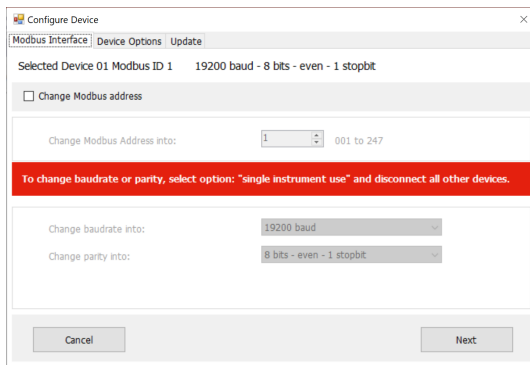 Configure Device
Modbus Interface Device Options Update
Selected Device 01 Modbus ID 1 19200 baud - 8 bits - even - 1 stopbit
Change Modbus address
Change Modbus Address into: 1 001 to 247
To change baudrate or parity, select option: "single instrument use" and disconnect all other devices.
Change baudrate into: 19200 baud
Change parity into: 8 bits - even - 1 stopbit
Cancel Next